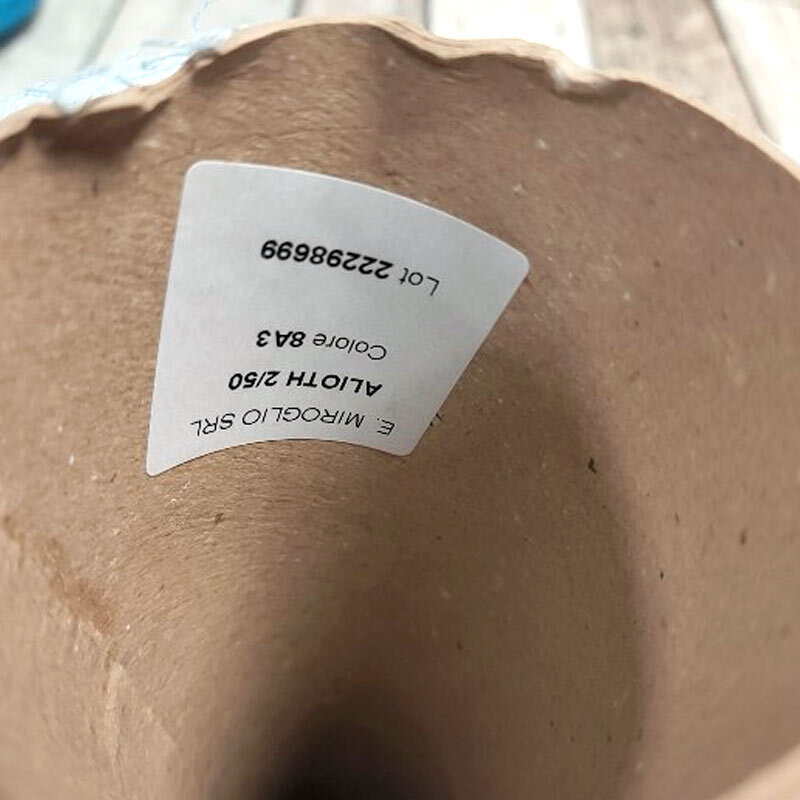 E. MIROGLIO SRL
ALIOTH 2/50
Colore 8A3
Lot 22298699